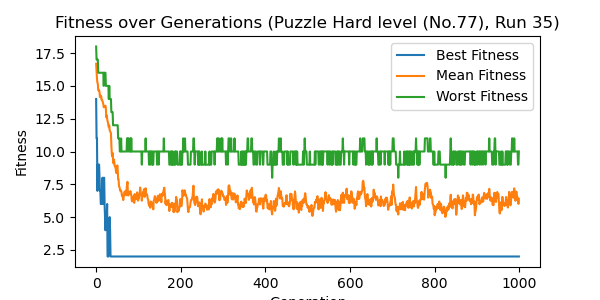 Fitness over Generations (Puzzle Hard level (No.77), Run 35)
Fitness
17.5
15.0
12.5
10.0
7.5
5.0
2.5
Best Fitness
Mean Fitness
Worst Fitness
0 200 400 600 800 1000
Generation